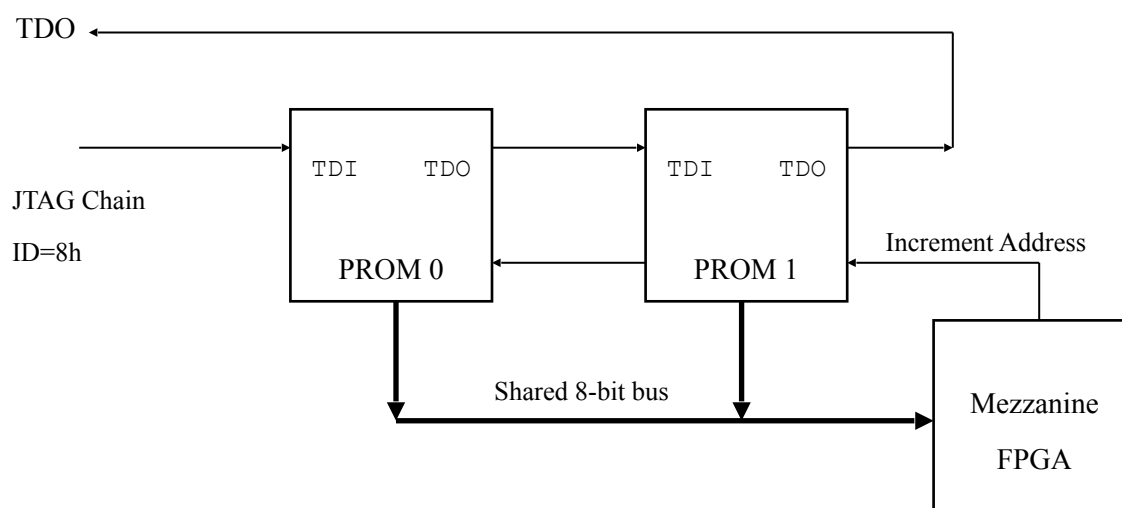 TDO
TDI
TDO
TDI
TDO
JTAG Chain
ID=8h
PROM 0
PROM 1
Increment Address
Shared 8-bit bus
Mezzanine
FPGA